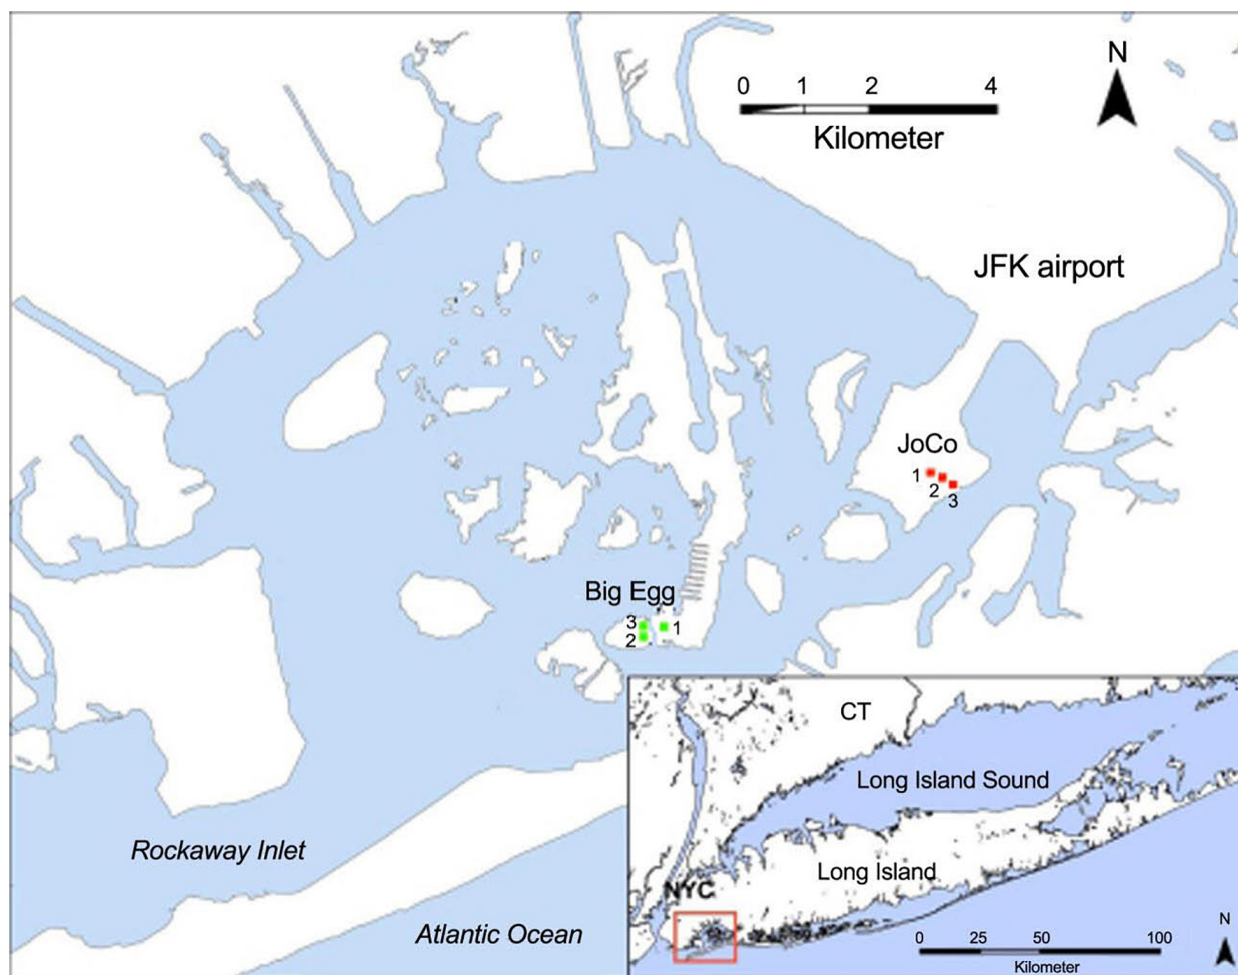 N
0 1 2 4
Kilometer
JFK airport
JoCo
1
2
3
Big Egg
3
1
2
CT
Long Island Sound
Rockaway Inlet
Long Island
NYC
Atlantic Ocean
N
0 25 50 100
Kilometer